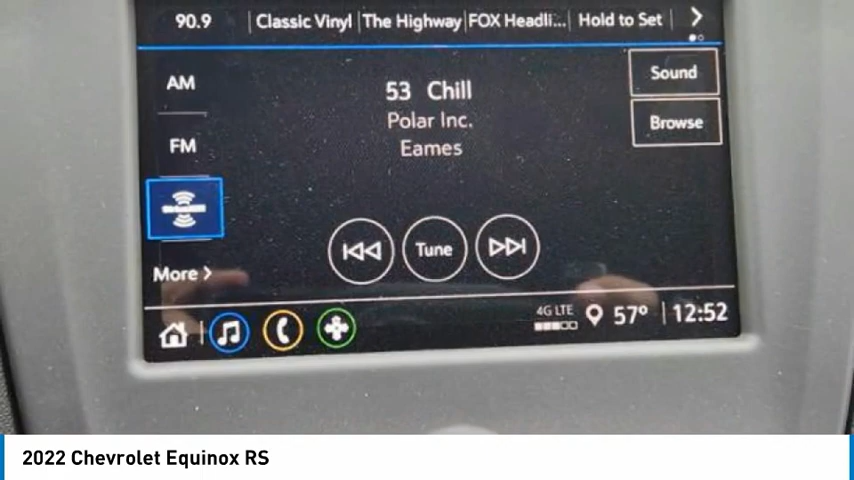 90.9 Classic Vinyl The Highway FOX Headli... Hold to Set
AM
53 Chill
Sound
Polar Inc.
Browse
FM
Eames
Tune
More
4G LTE
57° 12:52
2022 Chevrolet Equinox RS